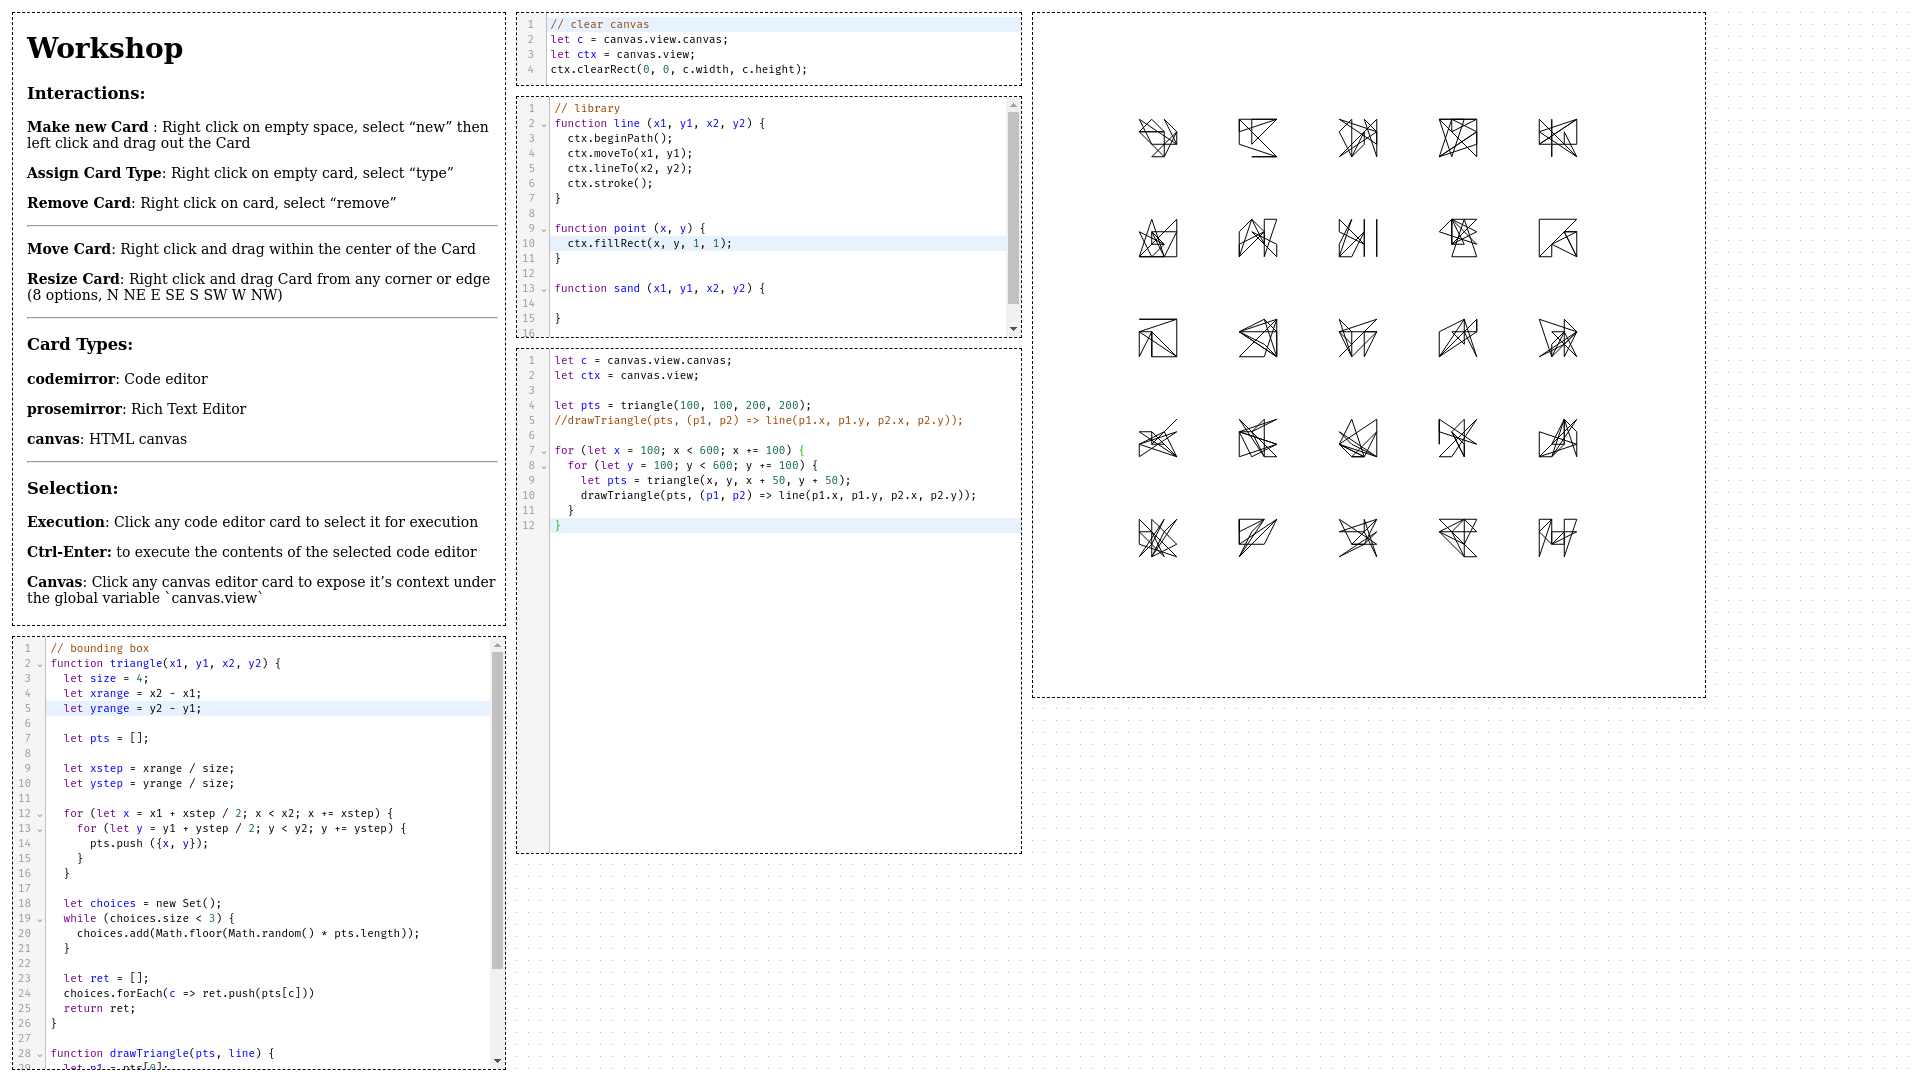 Workshop
Interactions:
Make new Card : Right click on empty space, select “new” then
left click and drag out the Card
Assign Card Type: Right click on empty card, select “type”
Remove Card: Right click on card, select “remove”
Move Card: Right click and drag within the center of the Card
Resize Card: Right click and drag Card from any corner or edge
(8 options, N NE E SE S SW W NW)
Card Types:
codemirror: Code editor
prosemirror: Rich Text Editor
canvas: HTML canvas
Selection:
Execution: Click any code editor card to select it for execution
Ctrl-Enter: to execute the contents of the selected code editor
Canvas: Click any canvas editor card to expose it’s context under
the global variable `canvas.view`
1 // bounding box
2 function triangle(x1, y1, x2, y2) {
3 let size = 4;
4 let xrange = x2 - x1;
5 let yrange = y2 - y1;
6
7 let pts = [];
8
9 let xstep = xrange / size;
10 let ystep = yrange / size;
11
12 for (let x = x1 + xstep / 2; x < x2; x += xstep) {
13 for (let y = y1 + ystep / 2; y < y2; y += ystep) {
14 pts.push ({x, y});
15 }
16 }
17
18 let choices = new Set();
19 while (choices.size < 3) {
20 choices.add(Math.floor(Math.random() * pts.length));
21 }
22
23 let ret = [];
24 choices.forEach(c => ret.push(pts[c]))
25 return ret;
26 }
27
28 function drawTriangle(pts, line) {
29 let p1 = pts[0];
1 // clear canvas
2 let c = canvas.view.canvas;
3 let ctx = canvas.view;
4 ctx.clearRect(0, 0, c.width, c.height);
1 // library
2 function line (x1, y1, x2, y2) {
3 ctx.beginPath();
4 ctx.moveTo(x1, y1);
5 ctx.lineTo(x2, y2);
6 ctx.stroke();
7 }
8
9 function point (x, y) {
10 ctx.fillRect(x, y, 1, 1);
11 }
12
13 function sand (x1, y1, x2, y2) {
14
15 }
16
1 let c = canvas.view.canvas;
2 let ctx = canvas.view;
3
4 let pts = triangle(100, 100, 200, 200);
5 //drawTriangle(pts, (p1, p2) => line(p1.x, p1.y, p2.x, p2.y));
6
7 for (let x = 100; x < 600; x += 100) {
8 for (let y = 100; y < 600; y += 100) {
9 let pts = triangle(x, y, x + 50, y + 50);
10 drawTriangle(pts, (p1, p2) => line(p1.x, p1.y, p2.x, p2.y));
11 }
12 }